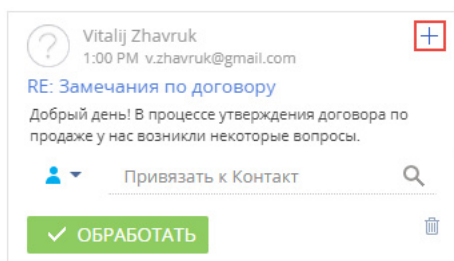 Vitalij Zhavruk
1:00 PM v.zhavruk@gmail.com
RE: Замечания по договору
Добрый день! В процессе утверждения договора по
продаже у нас возникли некоторые вопросы.
Привязать к Контакт
ОБРАБОТАТЬ